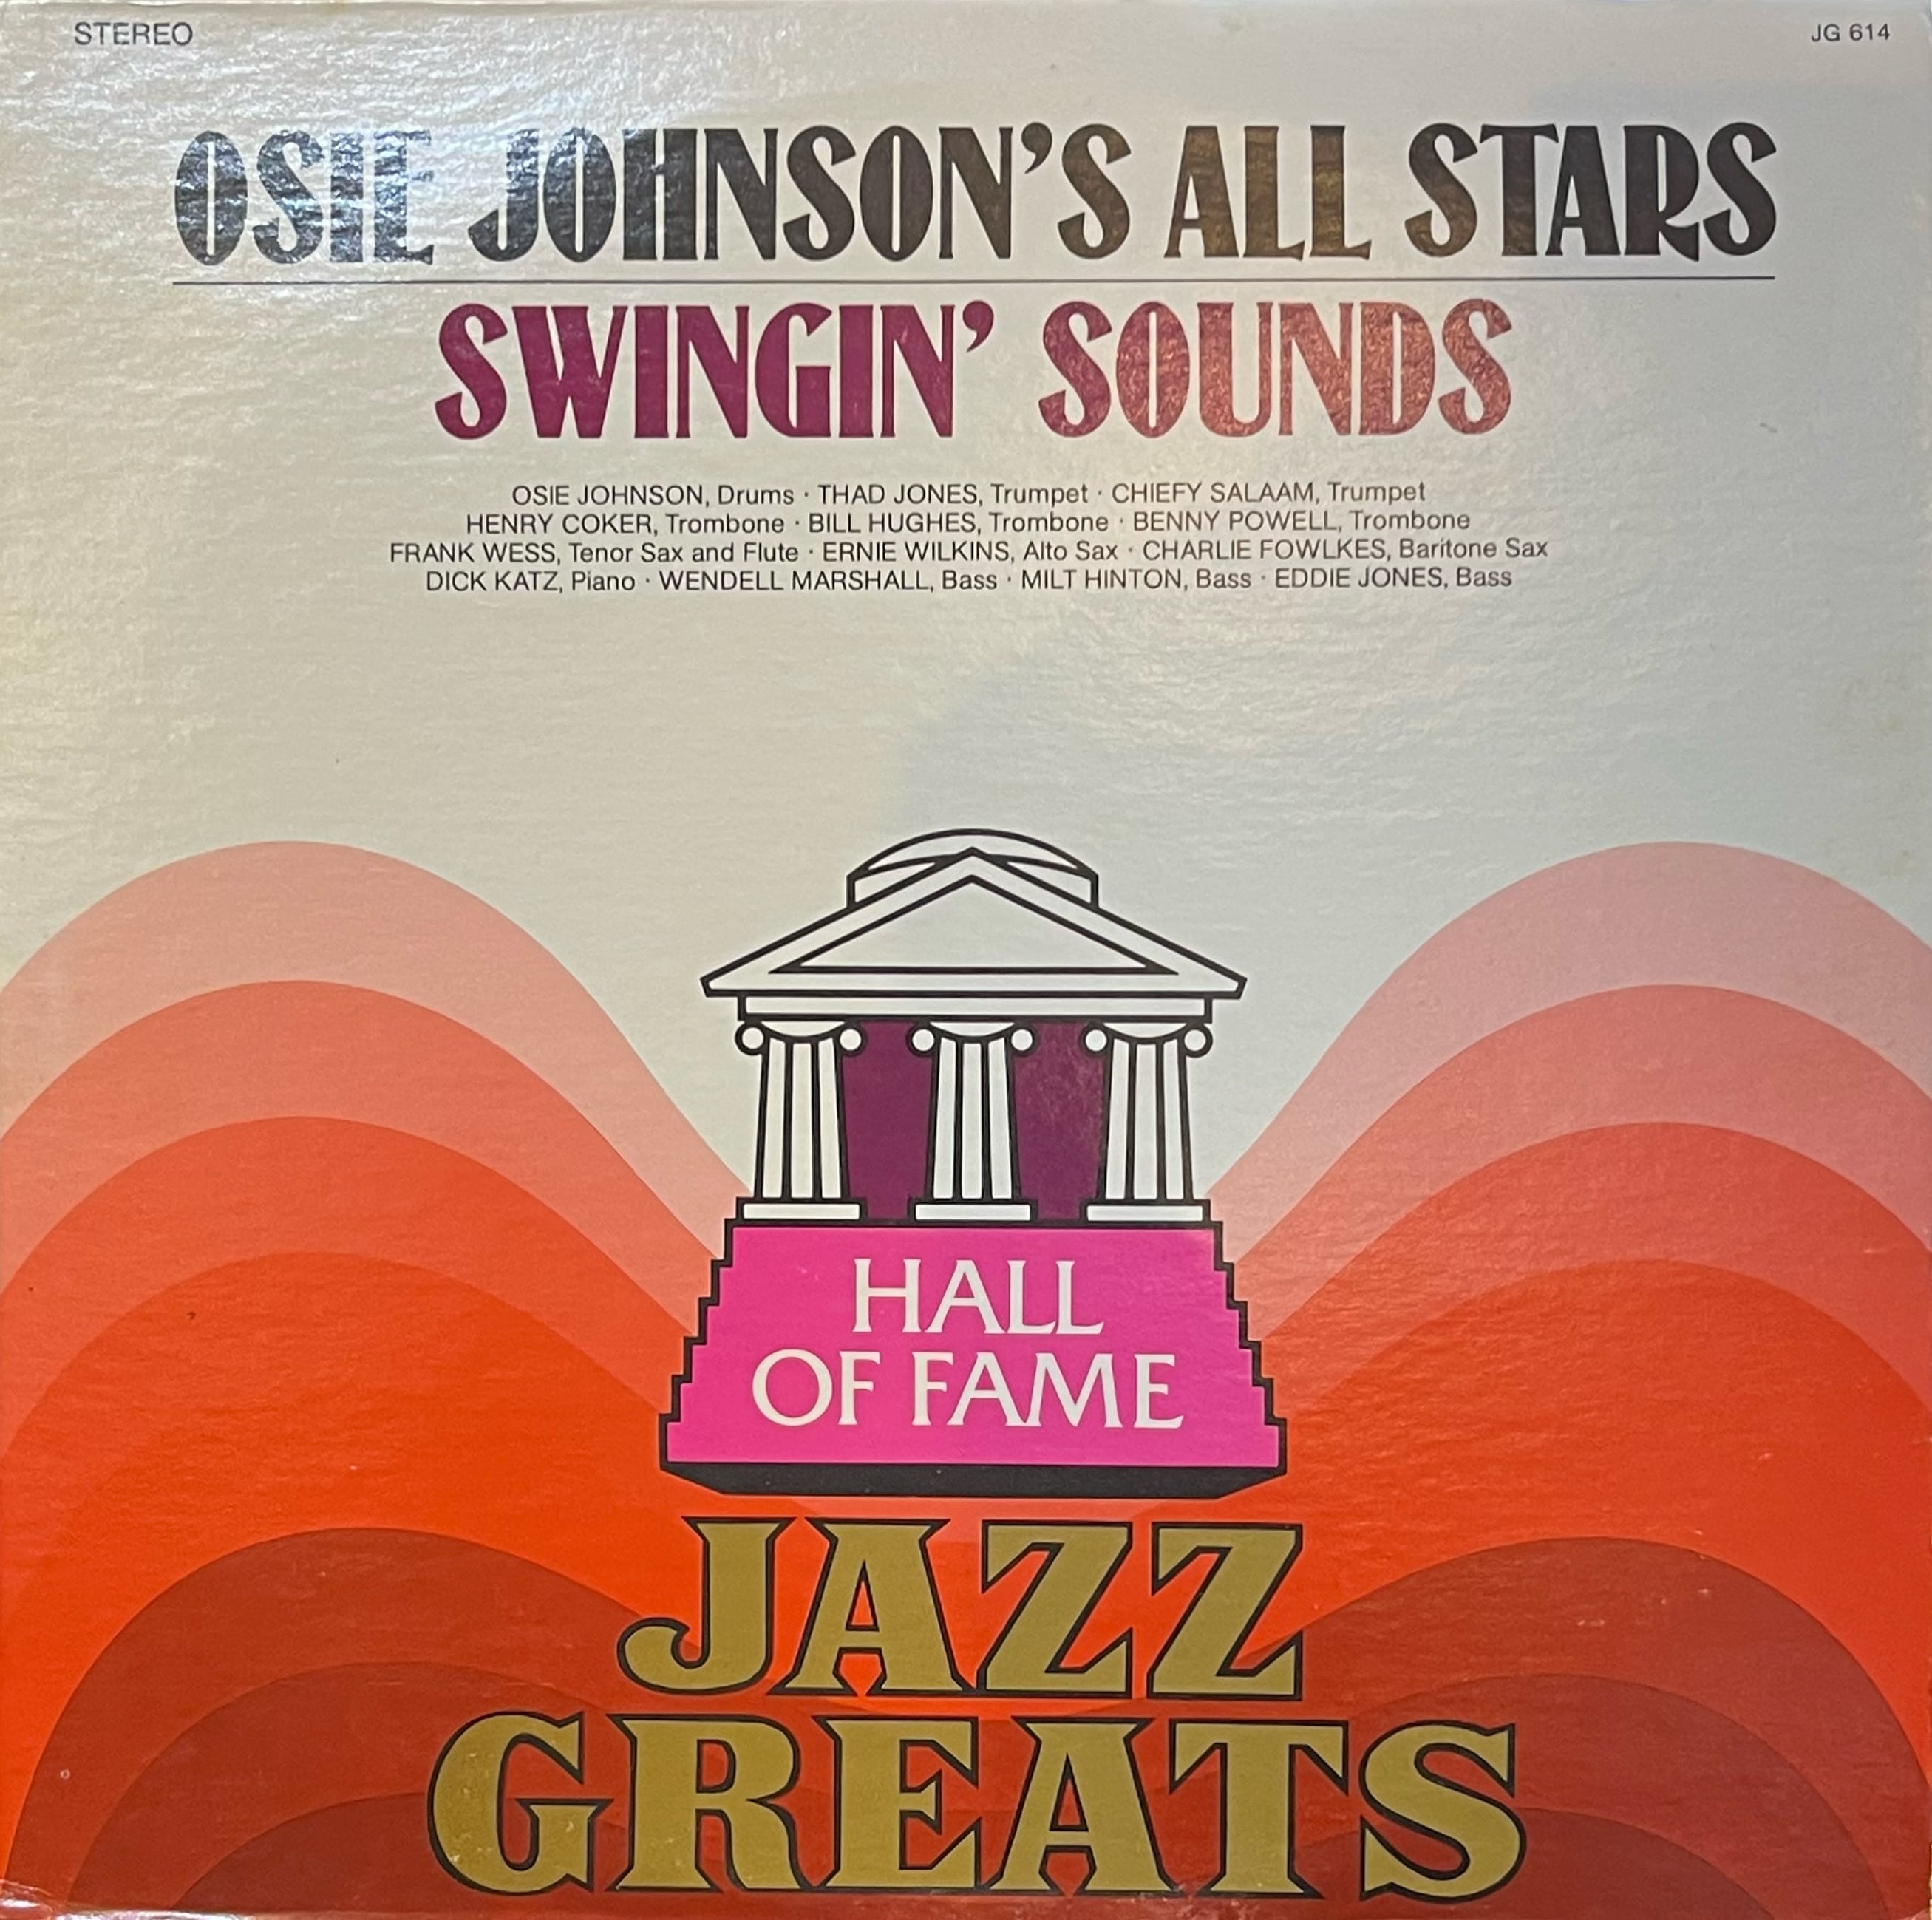 STEREO
JG 614
OSIE JOHNSON'S ALL STARS
SWINGIN' SOUNDS
OSIE JOHNSON, Drums · THAD JONES, Trumpet · CHIEFY SALAAM, Trumpet
HENRY COKER, Trombone · BILL HUGHES, Trombone · BENNY POWELL, Trombone
FRANK WESS, Tenor Sax and Flute · ERNIE WILKINS, Alto Sax · CHARLIE FOWLKES, Baritone Sax
DICK KATZ, Piano · WENDELL MARSHALL, Bass · MILT HINTON, Bass · EDDIE JONES, Bass
HALL
OF FAME
JAZZ
GREATS